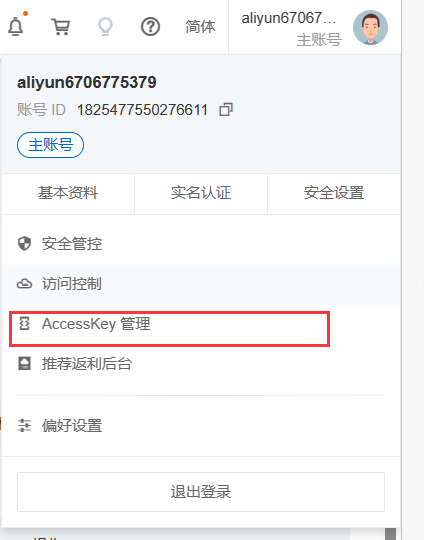 简体
aliyun67067...
主账号
aliyun6706775379
账号 ID 1825477550276611
主账号
基本资料
实名认证
安全设置
安全管控
访问控制
AccessKey 管理
推荐返利后台
偏好设置
退出登录